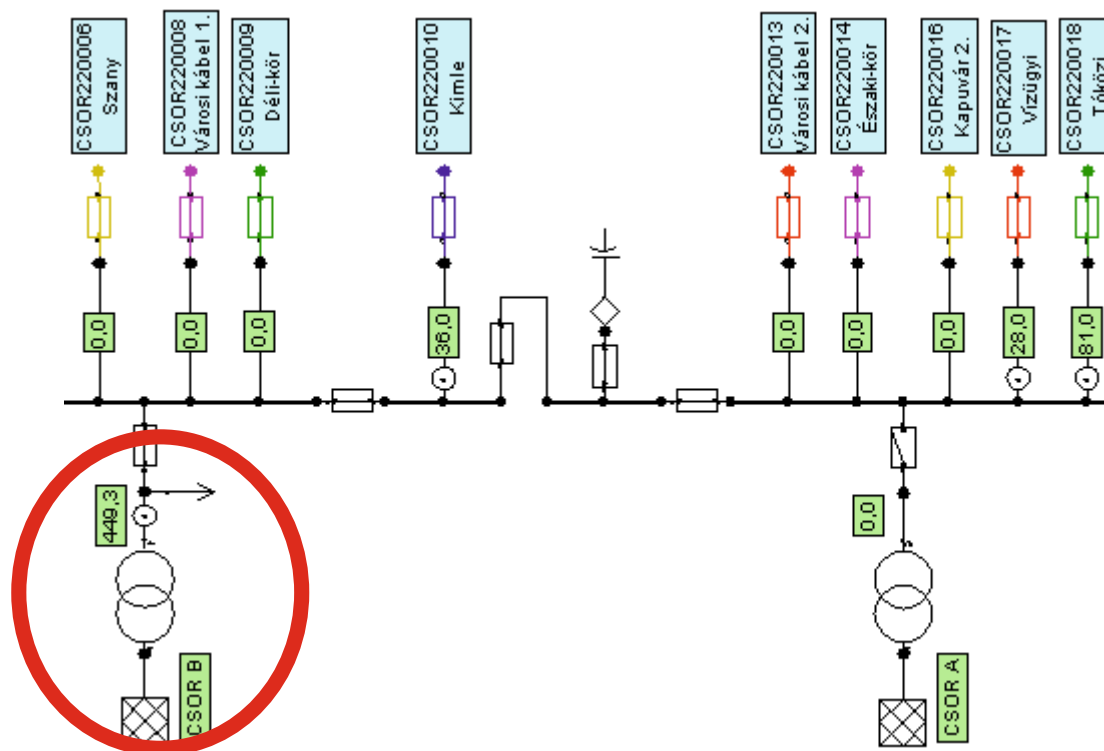 CSOR220006
Szany
CSOR220008
Városi kábel 1.
CSOR220009
Déli-kör
CSOR220010
Kimle
CSOR220013
Városi kábel 2.
CSOR220014
Északi-kör
CSOR220016
Kapuvár 2.
CSOR220017
Vízügyi
CSOR220018
Tóközi
0,0
0,0
0,0
36,0
0,0
0,0
0,0
28,0
81,0
449,3
0,0
CSOR B
CSOR A